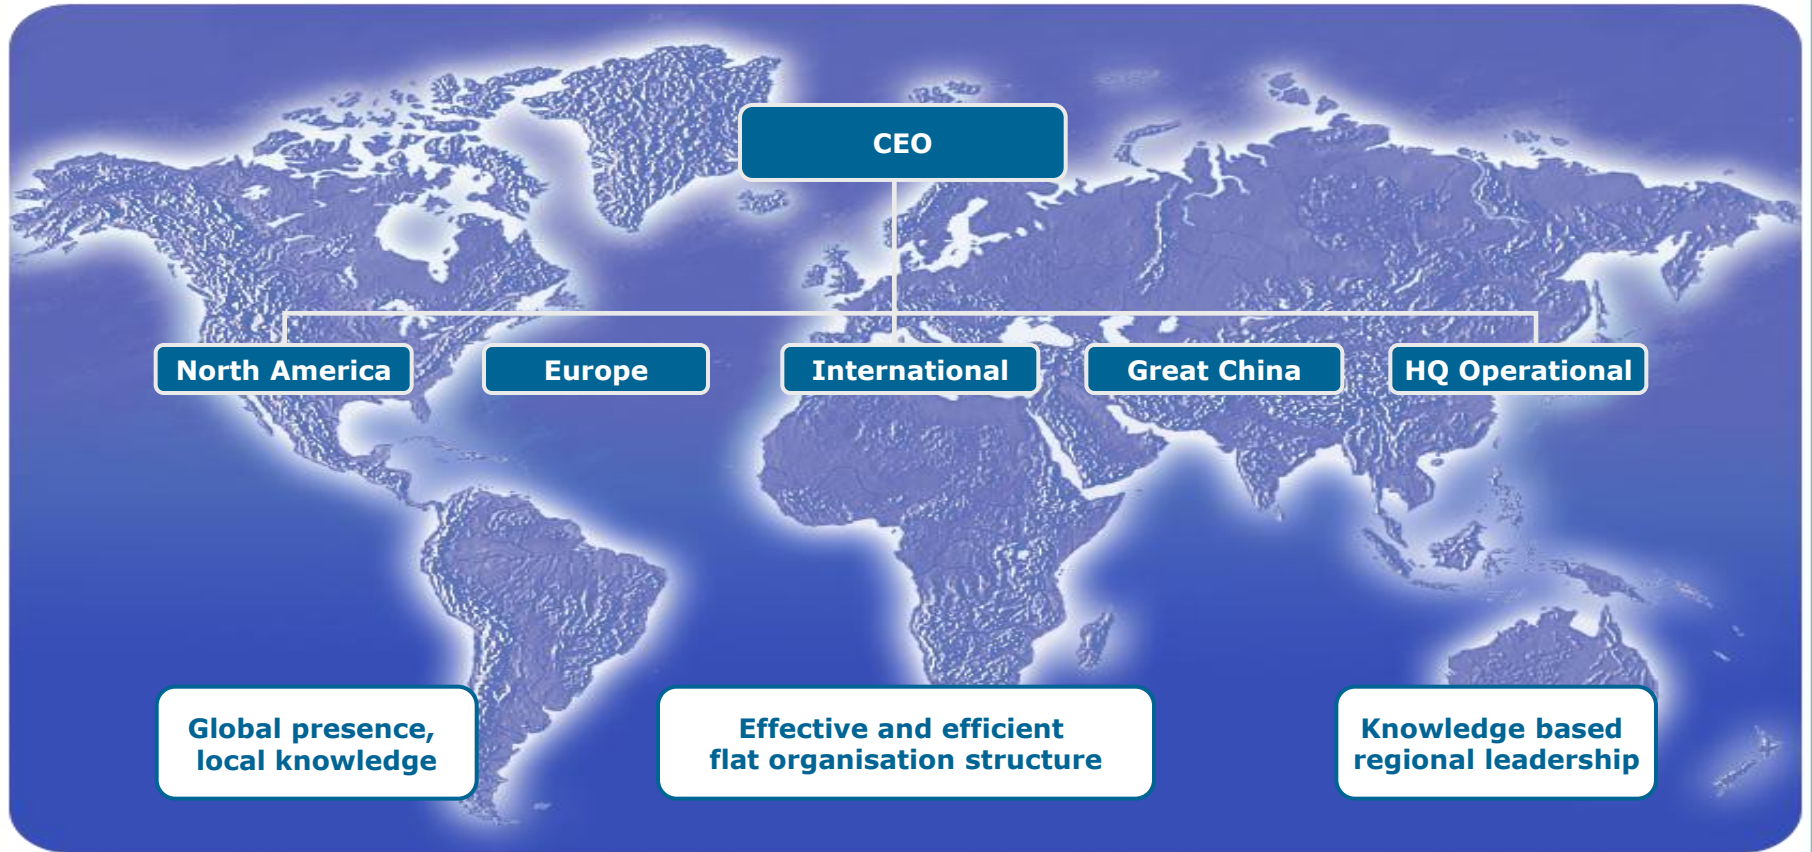 CEO
North America
Europe
International
Great China
HQ Operational
Global presence,
local knowledge
Effective and efficient
flat organisation structure
Knowledge based
regional leadership